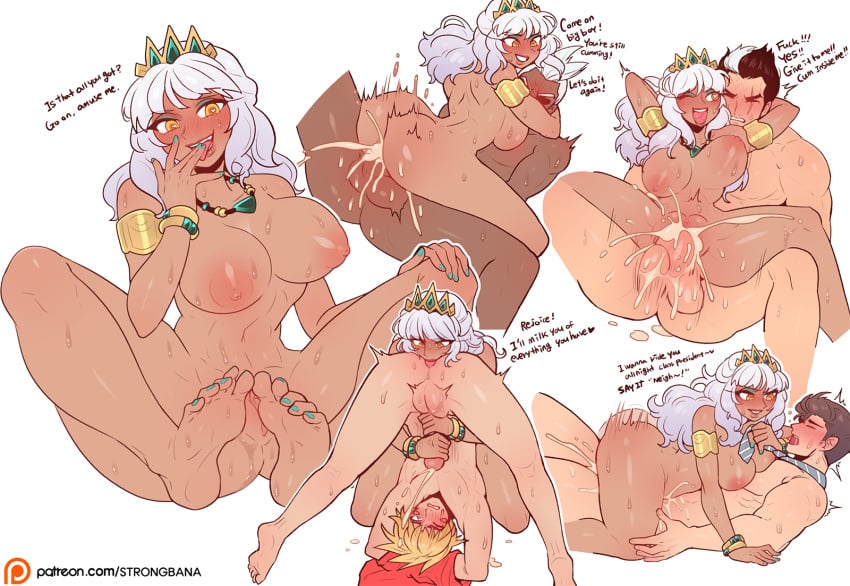 Is that all you got?
Go on, amuse me.
Come on
big boy!
You're still
cumming!
Let's do it
again!
Fuck!!!
Yes!!
Give it to me!!
Cum inside me!!
Rejoice!
I'll milk you of
everything you have♥
I wanna ride you
all night class president~
SAY IT "Neigh~!"
patreon.com/STRONGBANA